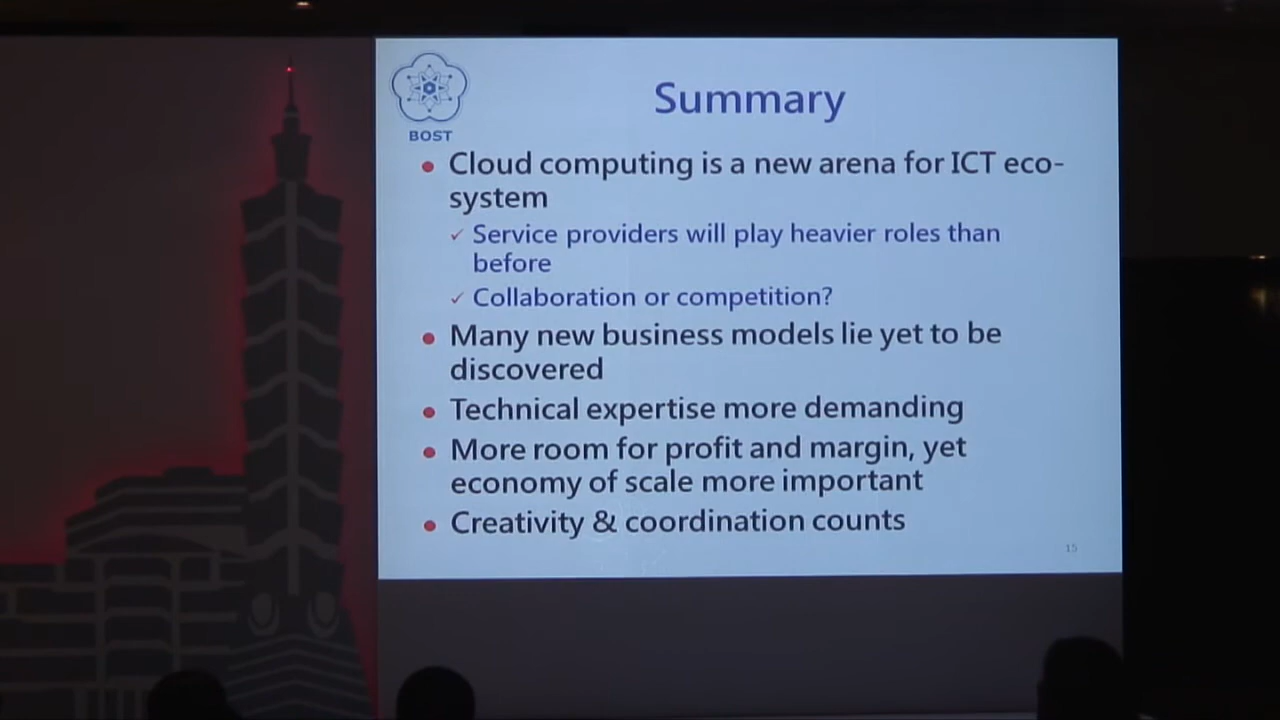 BOST
Summary
Cloud computing is a new arena for ICT eco-
system
Service providers will play heavier roles than
before
Collaboration or competition?
Many new business models lie yet to be
discovered
Technical expertise more demanding
More room for profit and margin, yet
economy of scale more important
Creativity & coordination counts
15